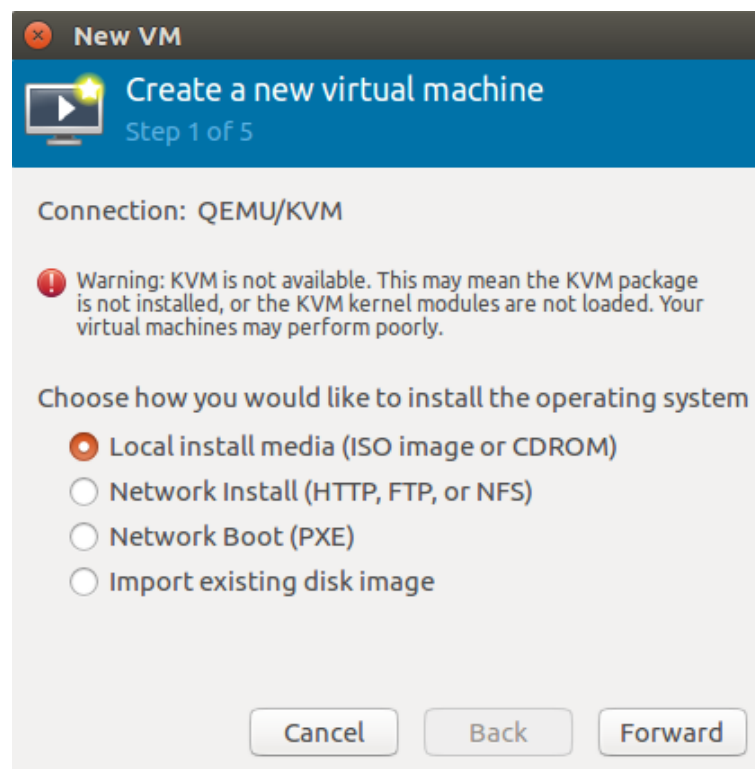 New VM
Create a new virtual machine
Step 1 of 5
Connection: QEMU/KVM
Warning: KVM is not available. This may mean the KVM package
is not installed, or the KVM kernel modules are not loaded. Your
virtual machines may perform poorly.
Choose how you would like to install the operating system
Local install media (ISO image or CDROM)
Network Install (HTTP, FTP, or NFS)
Network Boot (PXE)
Import existing disk image
Cancel Back Forward